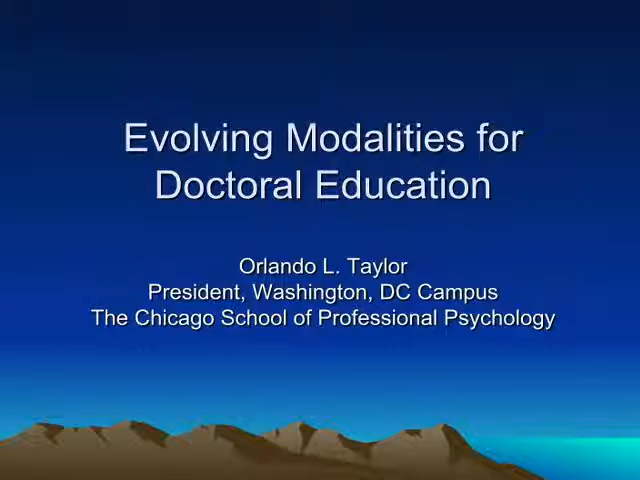 Evolving Modalities for
Doctoral Education
Orlando L. Taylor
President, Washington, DC Campus
The Chicago School of Professional Psychology